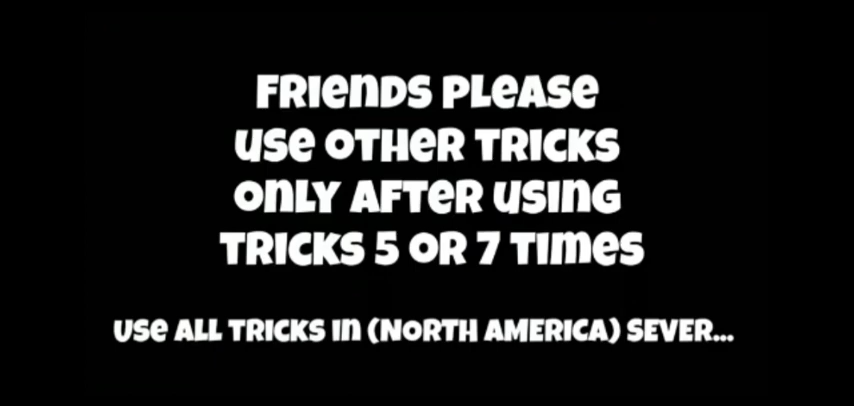 FRIENDS PLEASE
USE OTHER TRICKS
ONLY AFTER USING
TRICKS 5 OR 7 TIMES
USE ALL TRICKS IN (NORTH AMERICA) SEVER...